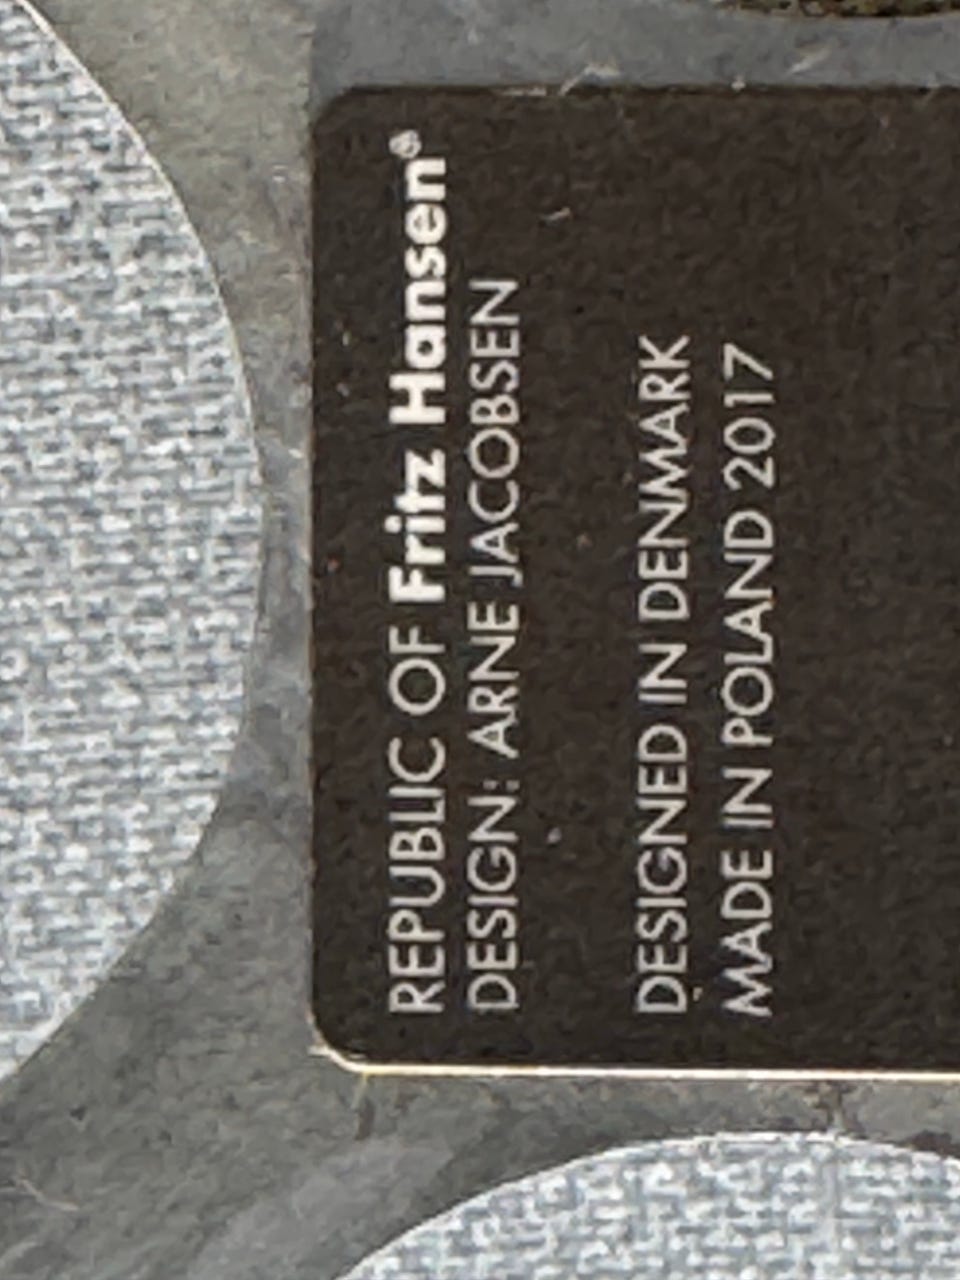 REPUBLIC OF Fritz Hansen®
DESIGN: ARNE JACOBSEN
DESIGNED IN DENMARK
MADE IN POLAND 2017